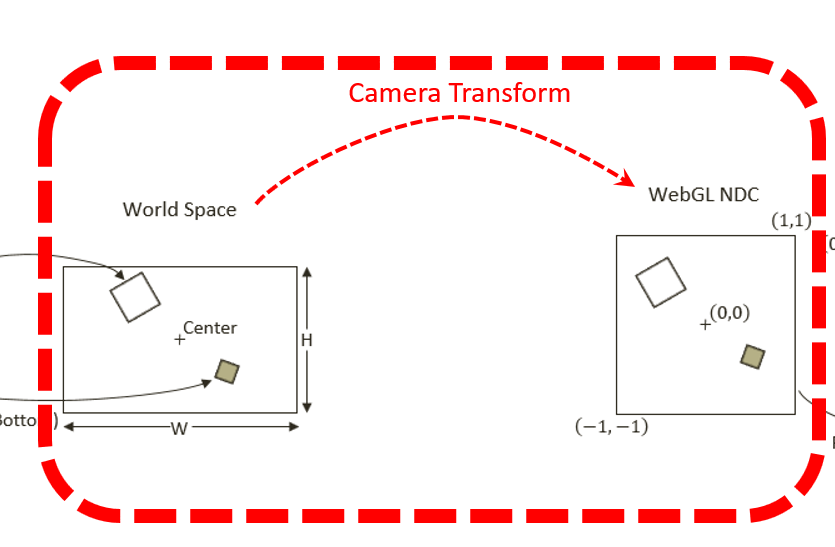 Camera Transform
World Space
WebGL NDC
(1,1)
Center
(0,0)
H
W
(−1, −1)